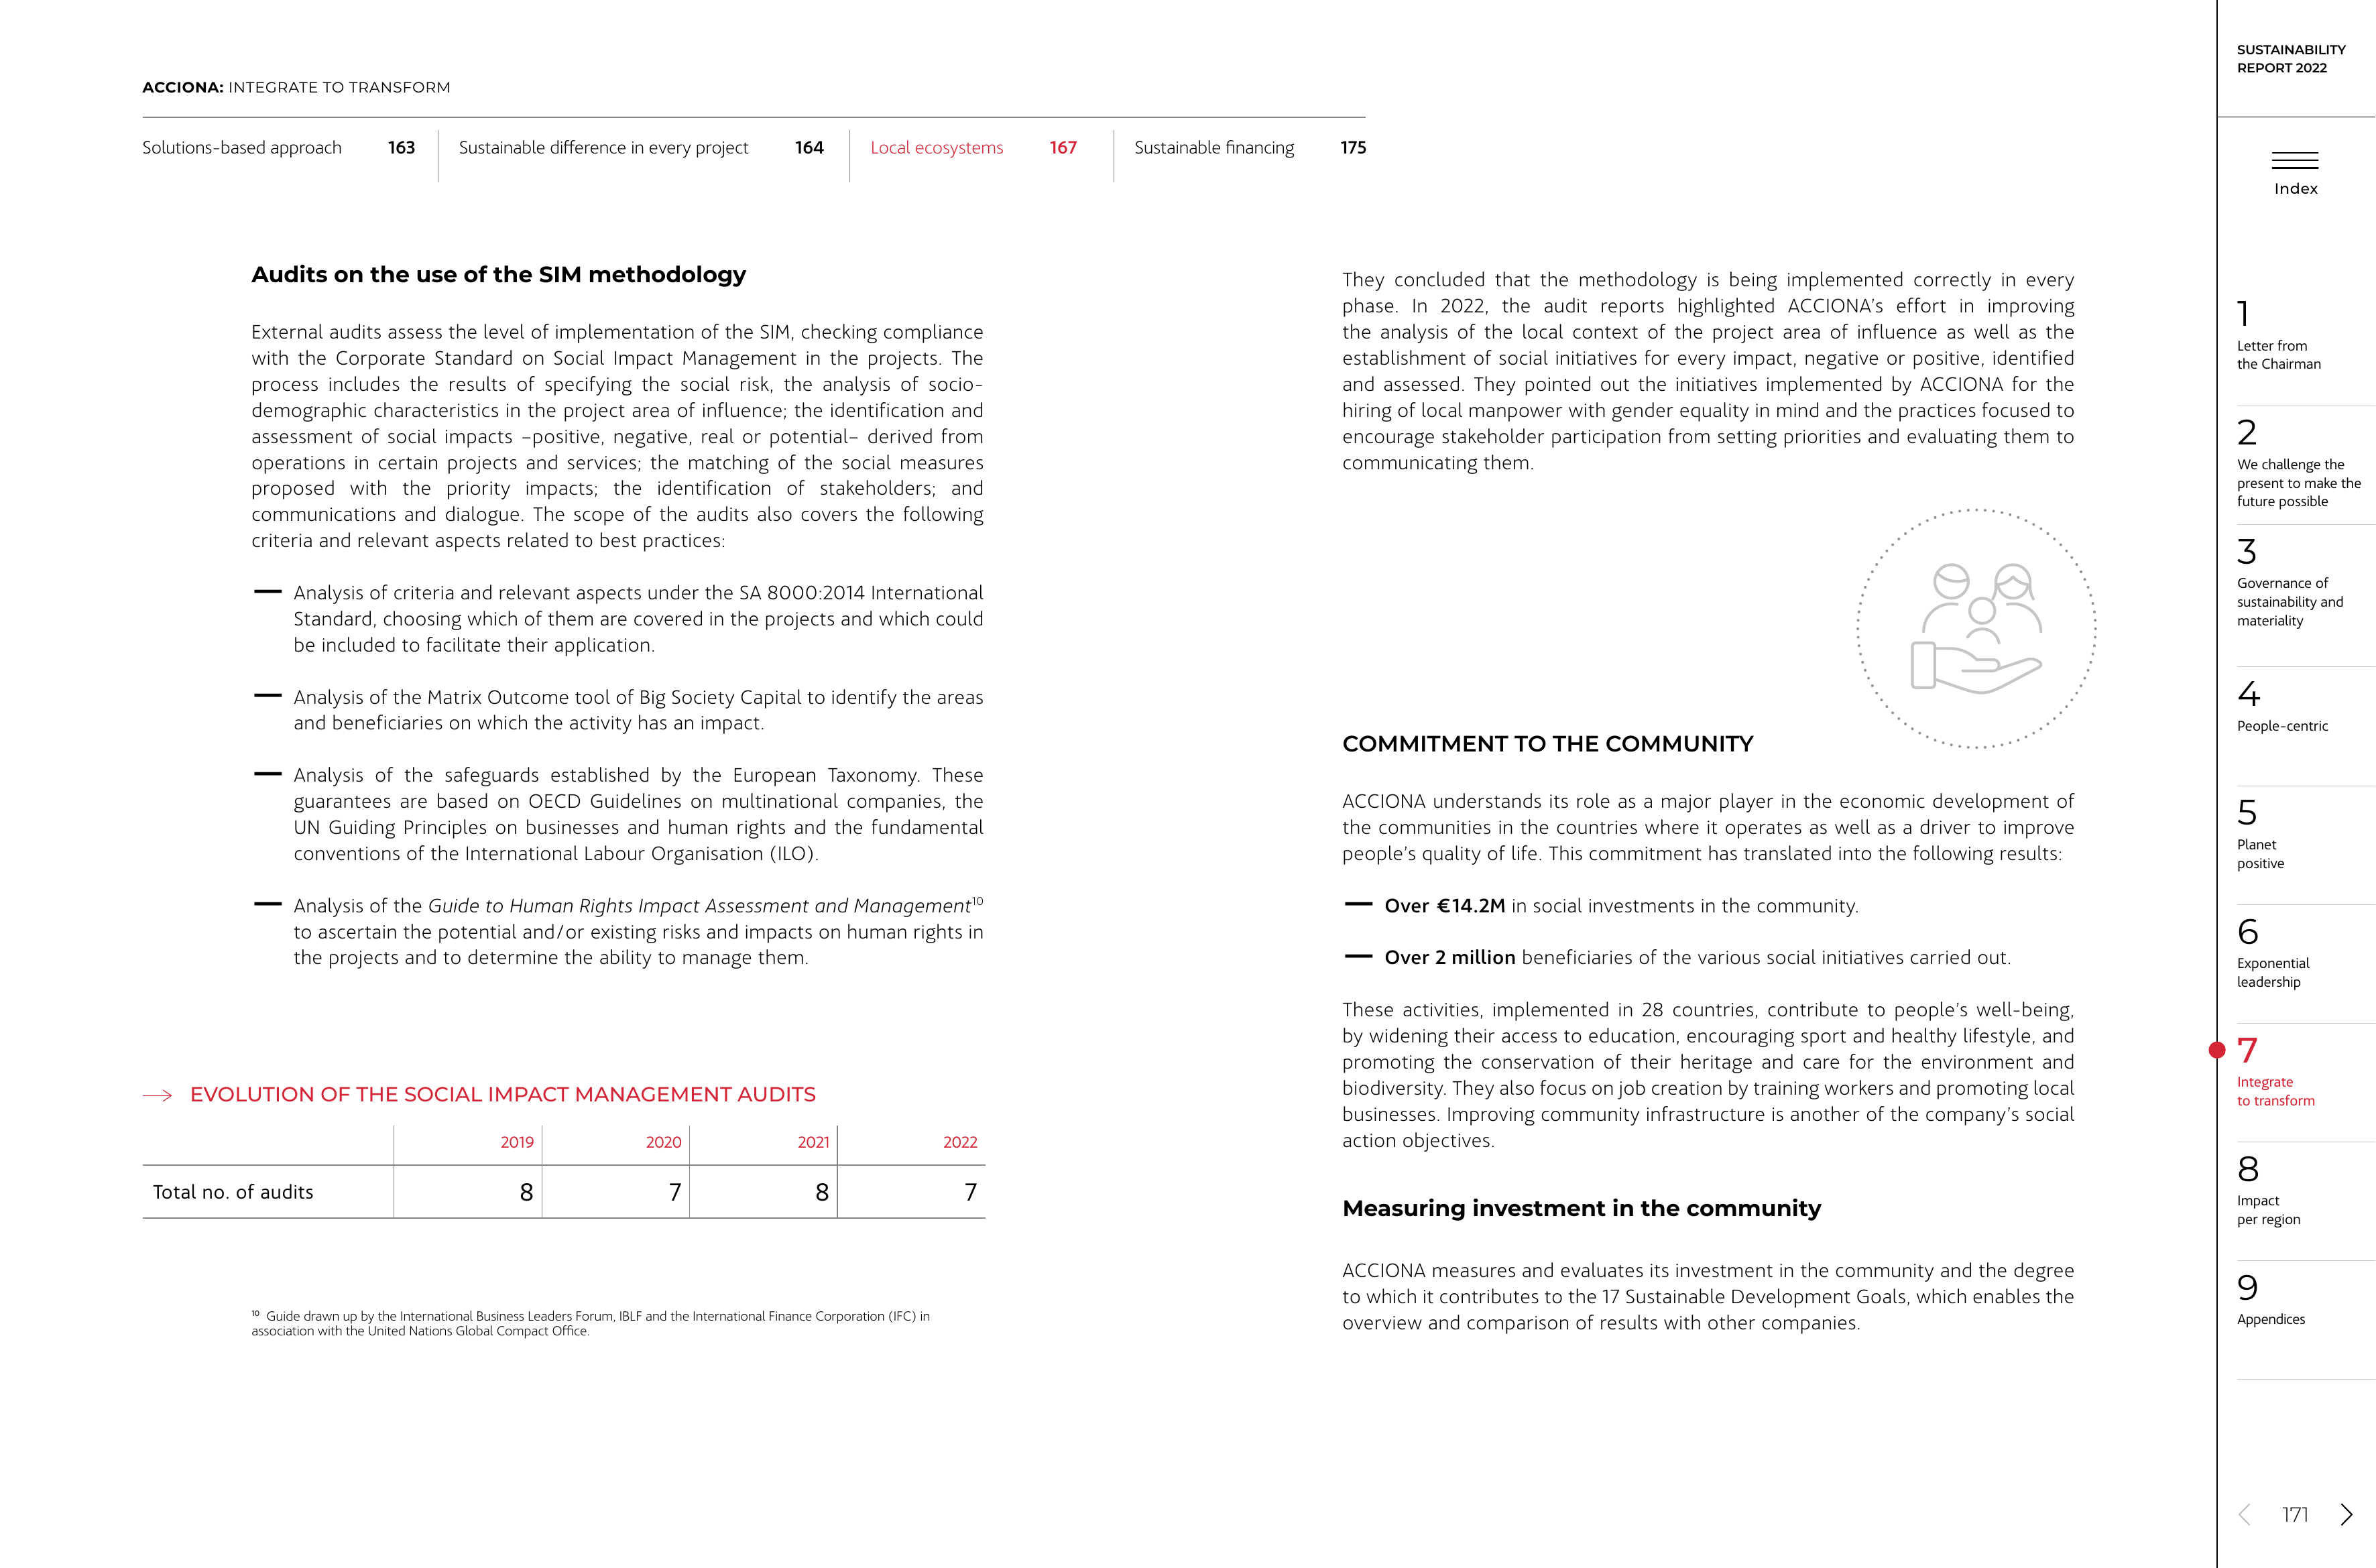 ACCIONA: INTEGRATE TO TRANSFORM
Solutions-based approach 163
Sustainable difference in every project 164
Local ecosystems 167
Sustainable financing 175
Audits on the use of the SIM methodology
External audits assess the level of implementation of the SIM, checking compliance
with the Corporate Standard on Social Impact Management in the projects. The
process includes the results of specifying the social risk, the analysis of socio-
demographic characteristics in the project area of influence; the identification and
assessment of social impacts –positive, negative, real or potential– derived from
operations in certain projects and services; the matching of the social measures
proposed with the priority impacts; the identification of stakeholders; and
communications and dialogue. The scope of the audits also covers the following
criteria and relevant aspects related to best practices:
— Analysis of criteria and relevant aspects under the SA 8000:2014 International
Standard, choosing which of them are covered in the projects and which could
be included to facilitate their application.
— Analysis of the Matrix Outcome tool of Big Society Capital to identify the areas
and beneficiaries on which the activity has an impact.
— Analysis of the safeguards established by the European Taxonomy. These
guarantees are based on OECD Guidelines on multinational companies, the
UN Guiding Principles on businesses and human rights and the fundamental
conventions of the International Labour Organisation (ILO).
— Analysis of the Guide to Human Rights Impact Assessment and Management10
to ascertain the potential and/or existing risks and impacts on human rights in
the projects and to determine the ability to manage them.
EVOLUTION OF THE SOCIAL IMPACT MANAGEMENT AUDITS
2019 2020 2021 2022
Total no. of audits 8 7 8 7
10 Guide drawn up by the International Business Leaders Forum, IBLF and the International Finance Corporation (IFC) in
association with the United Nations Global Compact Office.
They concluded that the methodology is being implemented correctly in every
phase. In 2022, the audit reports highlighted ACCIONA's effort in improving
the analysis of the local context of the project area of influence as well as the
establishment of social initiatives for every impact, negative or positive, identified
and assessed. They pointed out the initiatives implemented by ACCIONA for the
hiring of local manpower with gender equality in mind and the practices focused to
encourage stakeholder participation from setting priorities and evaluating them to
communicating them.
COMMITMENT TO THE COMMUNITY
ACCIONA understands its role as a major player in the economic development of
the communities in the countries where it operates as well as a driver to improve
people's quality of life. This commitment has translated into the following results:
— Over €14.2M in social investments in the community.
— Over 2 million beneficiaries of the various social initiatives carried out.
These activities, implemented in 28 countries, contribute to people's well-being,
by widening their access to education, encouraging sport and healthy lifestyle, and
promoting the conservation of their heritage and care for the environment and
biodiversity. They also focus on job creation by training workers and promoting local
businesses. Improving community infrastructure is another of the company's social
action objectives.
Measuring investment in the community
ACCIONA measures and evaluates its investment in the community and the degree
to which it contributes to the 17 Sustainable Development Goals, which enables the
overview and comparison of results with other companies.
SUSTAINABILITY
REPORT 2022
Index
1
Letter from
the Chairman
2
We challenge the
present to make the
future possible
3
Governance of
sustainability and
materiality
4
People-centric
5
Planet
positive
6
Exponential
leadership
7
Integrate
to transform
8
Impact
per region
9
Appendices
171